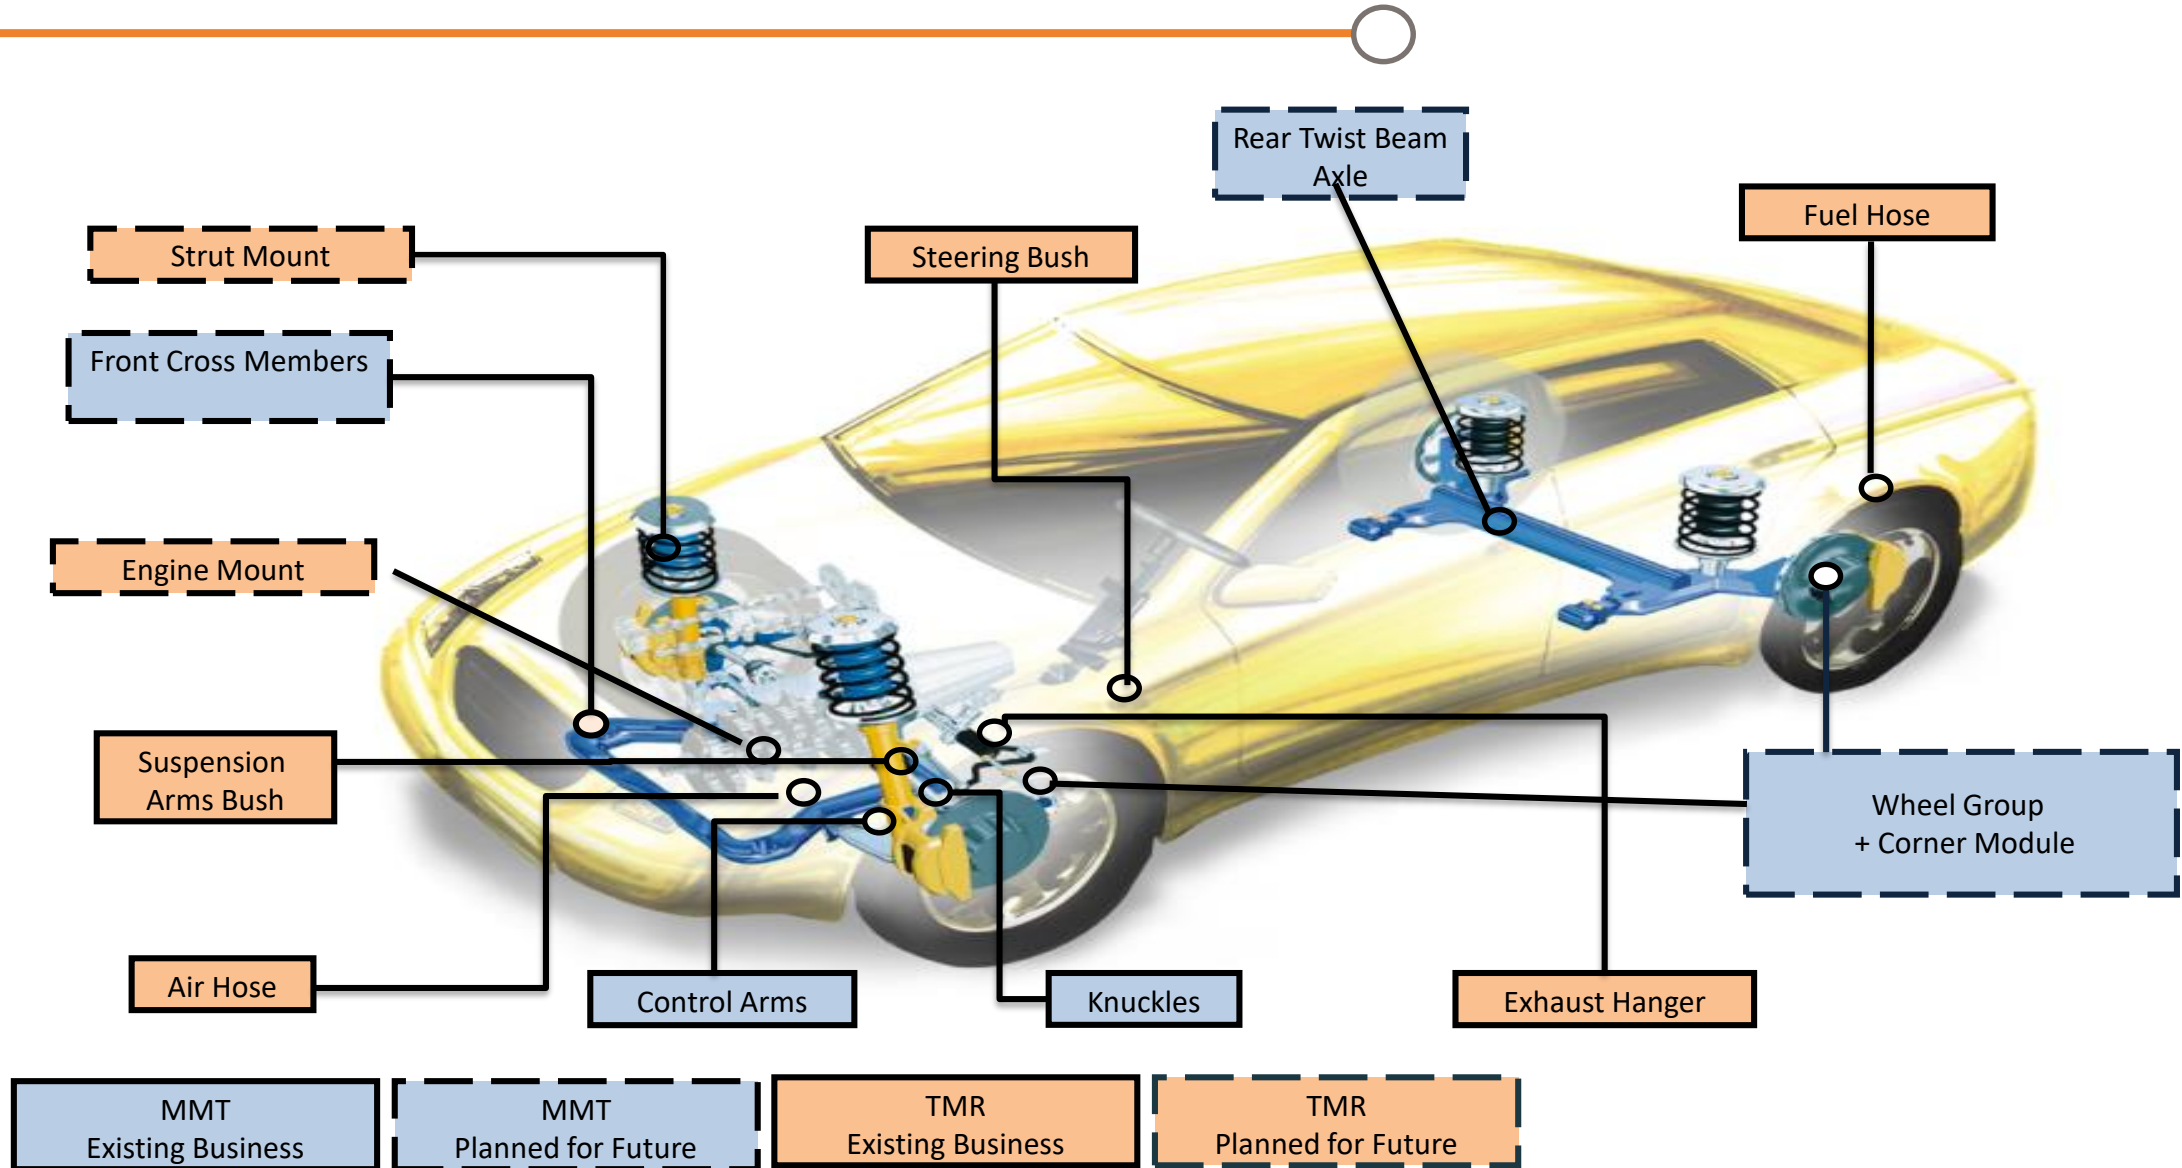 Rear Twist Beam
Axle
Fuel Hose
Strut Mount
Steering Bush
Front Cross Members
Engine Mount
Suspension
Arms Bush
Wheel Group
+ Corner Module
Air Hose
Control Arms
Knuckles
Exhaust Hanger
MMT
Existing Business
MMT
Planned for Future
TMR
Existing Business
TMR
Planned for Future